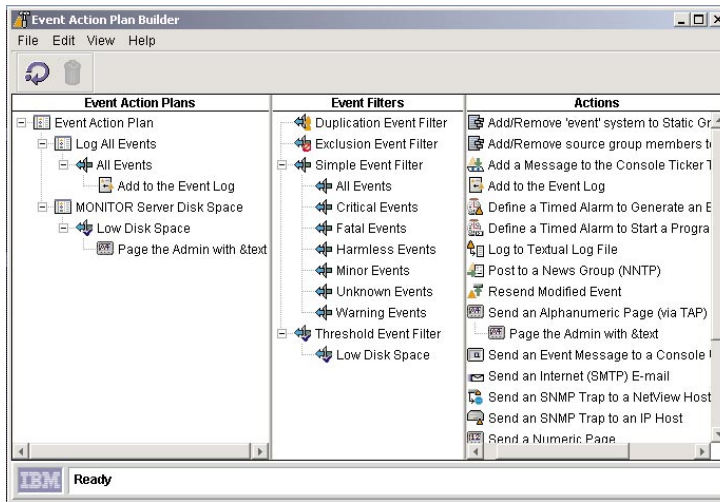 Event Action Plan Builder
File Edit View Help
Event Action Plans
Event Action Plan
Log All Events
All Events
Add to the Event Log
MONITOR Server Disk Space
Low Disk Space
Page the Admin with &text
Event Filters
Duplication Event Filter
Exclusion Event Filter
Simple Event Filter
All Events
Critical Events
Fatal Events
Harmless Events
Minor Events
Unknown Events
Warning Events
Threshold Event Filter
Low Disk Space
Actions
Add/Remove 'event' system to Static Gr
Add/Remove source group members to
Add a Message to the Console Ticker T
Add to the Event Log
Define a Timed Alarm to Generate an E
Define a Timed Alarm to Start a Progra
Log to Textual Log File
Post to a News Group (NNTP)
Resend Modified Event
Send an Alphanumeric Page (via TAP)
Page the Admin with &text
Send an Event Message to a Console
Send an Internet (SMTP) E-mail
Send an SNMP Trap to a NetView Host
Send an SNMP Trap to an IP Host
Send a Numeric Page
IBM Ready